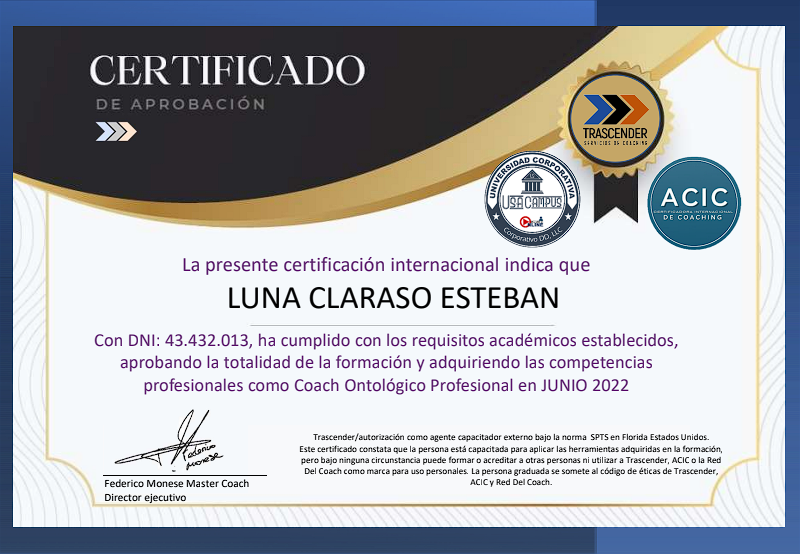 CERTIFICADO
DE APROBACIÓN
TRASCENDER
SERVICIOS DE COACHING
UNIVERSIDAD CORPORATIVA
USA CAMPUS
Corporativo DD, LLC
ACIC
CERTIFICADORA INTERNACIONAL
DE COACHING
La presente certificación internacional indica que
LUNA CLARASO ESTEBAN
Con DNI: 43.432.013, ha cumplido con los requisitos académicos establecidos,
aprobando la totalidad de la formación y adquiriendo las competencias
profesionales como Coach Ontológico Profesional en JUNIO 2022
Federico
Monese
Federico Monese Master Coach
Director ejecutivo
Trascender/autorización como agente capacitador externo bajo la norma SPTS en Florida Estados Unidos.
Este certificado constata que la persona está capacitada para aplicar las herramientas adquiridas en la formación,
pero bajo ninguna circunstancia puede formar o acreditar a otras personas ni utilizar a Trascender, ACIC o la Red
Del Coach como marca para uso personales. La persona graduada se somete al código de éticas de Trascender,
ACIC y Red Del Coach.